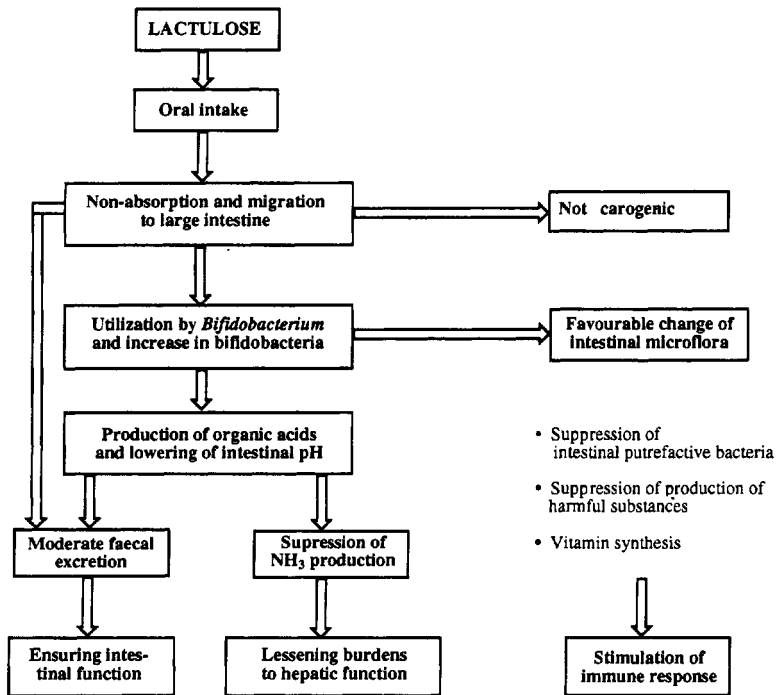 LACTULOSE
Oral intake
Non-absorption and migration
to large intestine
Not carogenic
Utilization by Bifidobacterium
and increase in bifidobacteria
Favourable change of
intestinal microflora
Production of organic acids
and lowering of intestinal pH
• Suppression of
intestinal putrefactive bacteria
• Suppression of production of
harmful substances
• Vitamin synthesis
Moderate faecal
excretion
Supression of
NH₃ production
Ensuring intes-
tinal function
Lessening burdens
to hepatic function
Stimulation of
immune response